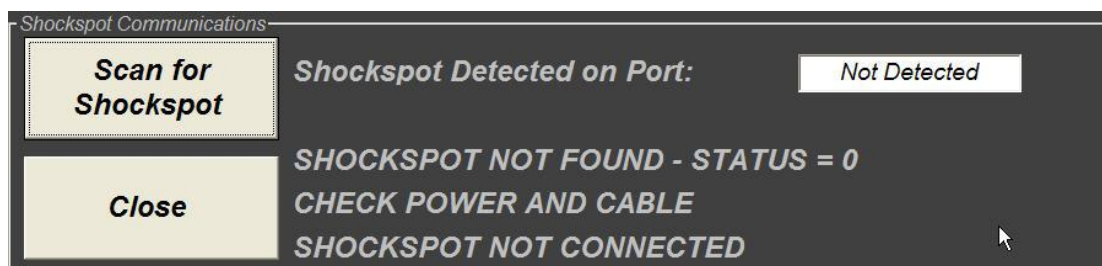 Shockspot Communications
Scan for
Shockspot
Shockspot Detected on Port:
Not Detected
SHOCKSPOT NOT FOUND - STATUS = 0
Close
CHECK POWER AND CABLE
SHOCKSPOT NOT CONNECTED